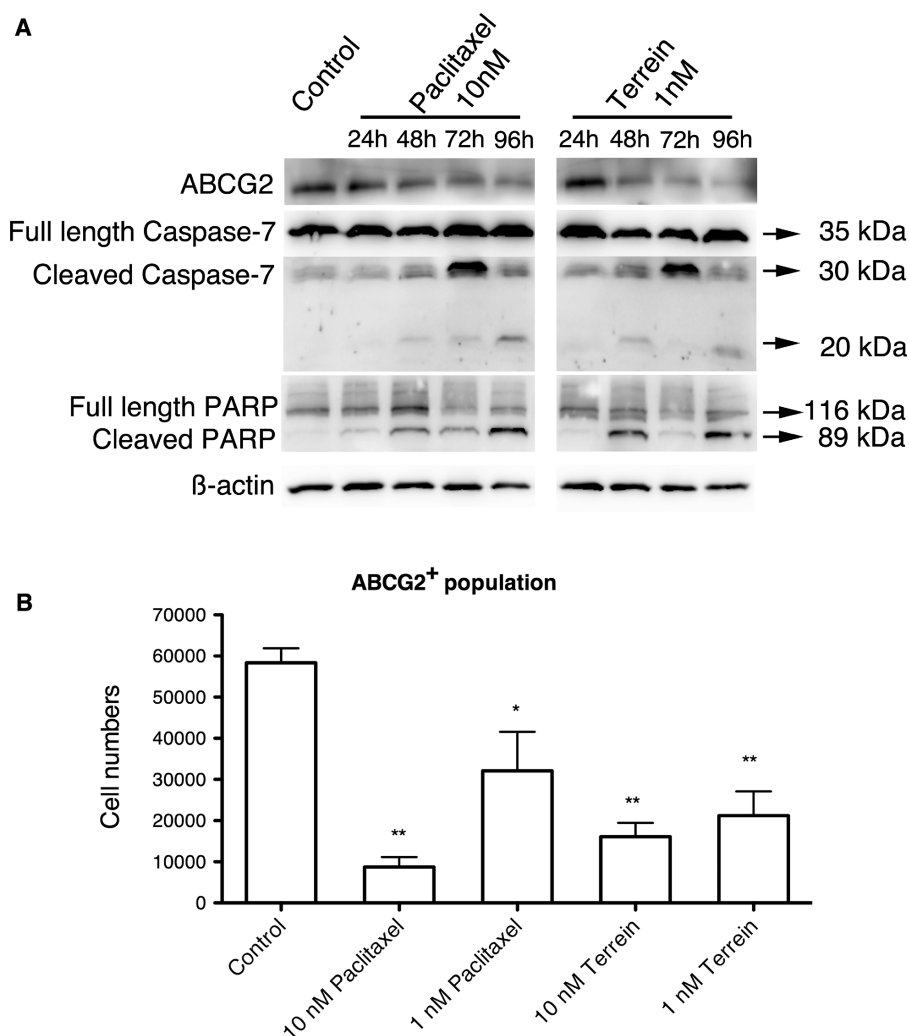 A
Control
Paclitaxel
10nM
Terrein
1nM
24h 48h 72h 96h 24h 48h 72h 96h
ABCG2
Full length Caspase-7 35 kDa
Cleaved Caspase-7 30 kDa
20 kDa
Full length PARP 116 kDa
Cleaved PARP 89 kDa
ß-actin
B
ABCG2+ population
70000
60000
50000
40000
30000
20000
10000
0
Cell numbers
**
*
**
**
Control
10 nM Paclitaxel
1 nM Paclitaxel
10 nM Terrein
1 nM Terrein